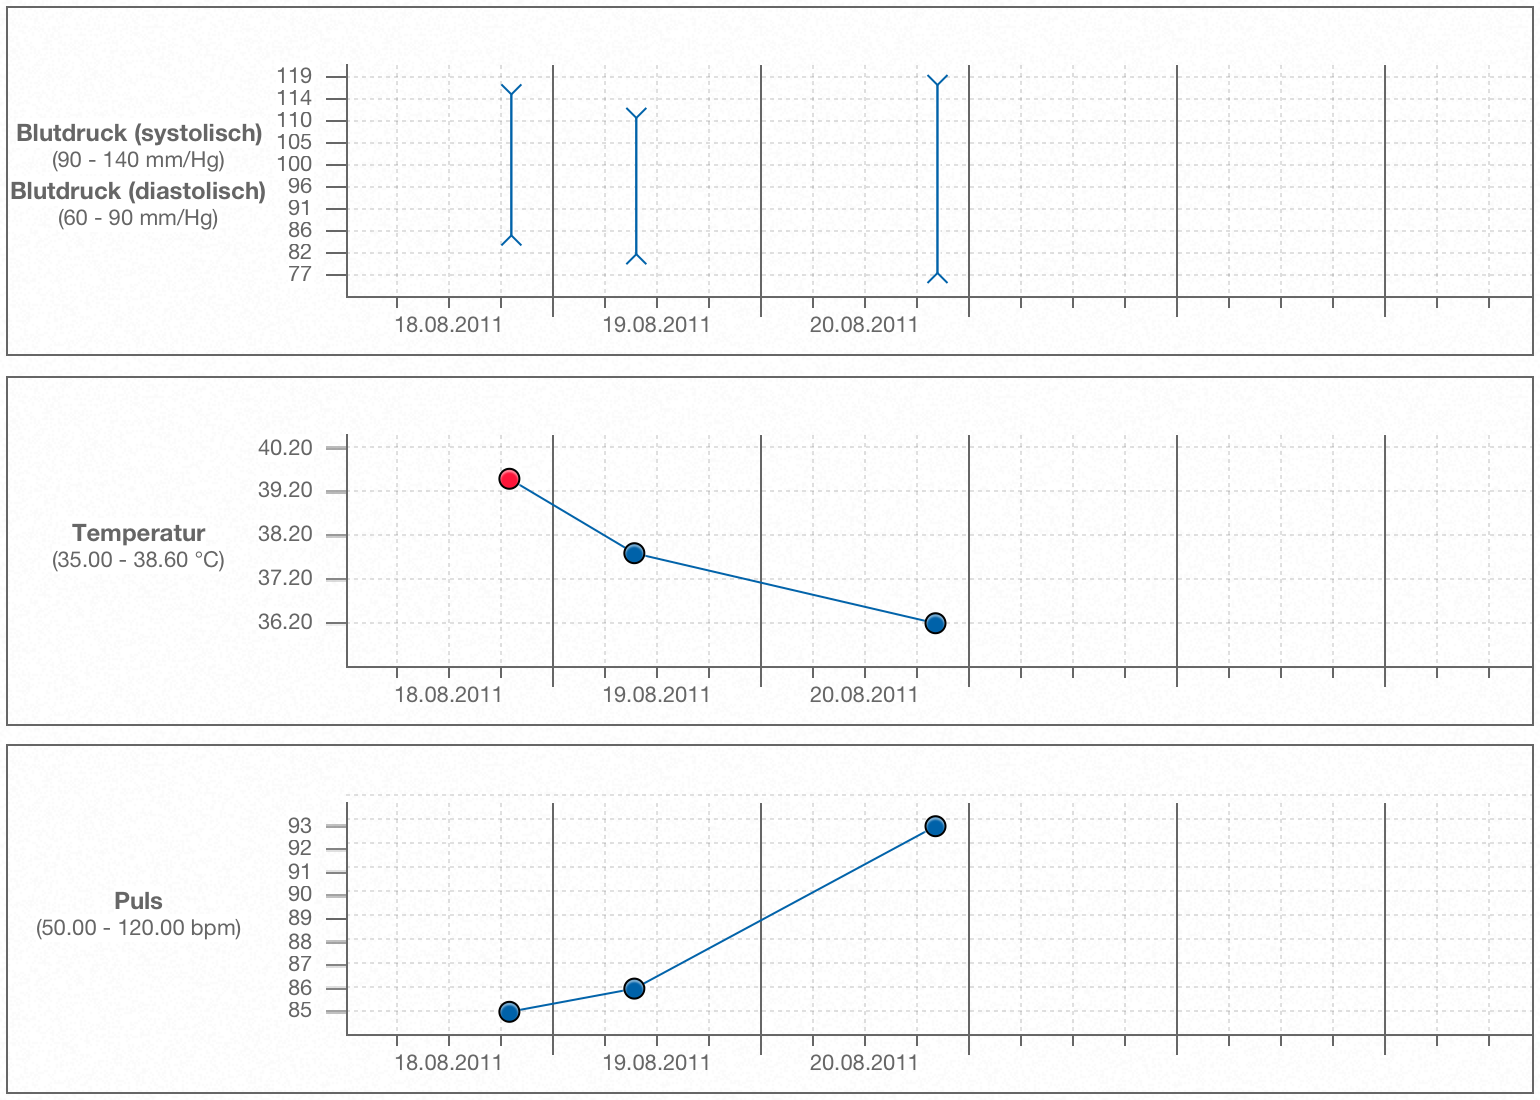 119
114
110
105
100
96
91
86
82
77
Blutdruck (systolisch)
(90 - 140 mm/Hg)
Blutdruck (diastolisch)
(60 - 90 mm/Hg)
18.08.2011 19.08.2011 20.08.2011
40.20
39.20
38.20
37.20
36.20
Temperatur
(35.00 - 38.60 °C)
18.08.2011 19.08.2011 20.08.2011
93
92
91
90
89
88
87
86
85
Puls
(50.00 - 120.00 bpm)
18.08.2011 19.08.2011 20.08.2011